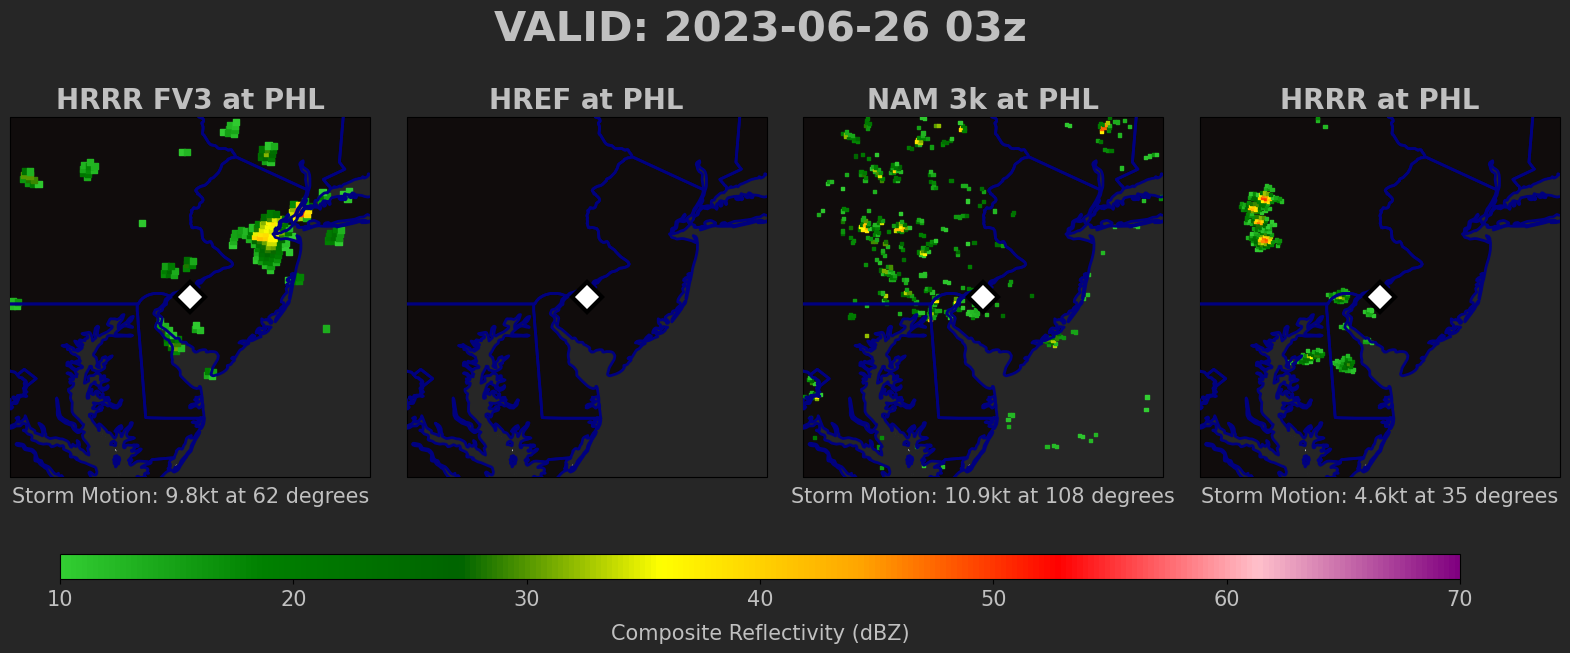 VALID: 2023-06-26 03z
HRRR FV3 at PHL
HREF at PHL
NAM 3k at PHL
HRRR at PHL
Storm Motion: 9.8kt at 62 degrees
Storm Motion: 10.9kt at 108 degrees
Storm Motion: 4.6kt at 35 degrees
10 20 30 40 50 60 70
Composite Reflectivity (dBZ)